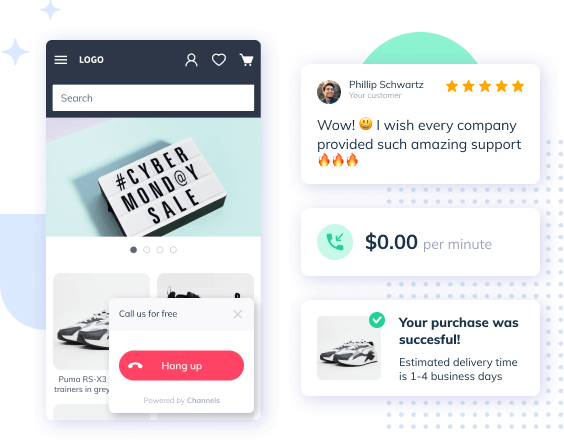 LOGO
Search
#CYBER
MOND@Y
SALE
Call us for free
Hang up
Powered by Channels
Puma RS-X3
trainers in grey
Phillip Schwartz
Your customer
Wow! 😃 I wish every company
provided such amazing support
🔥🔥🔥
$0.00 per minute
Your purchase was
succesful!
Estimated delivery time
is 1-4 business days